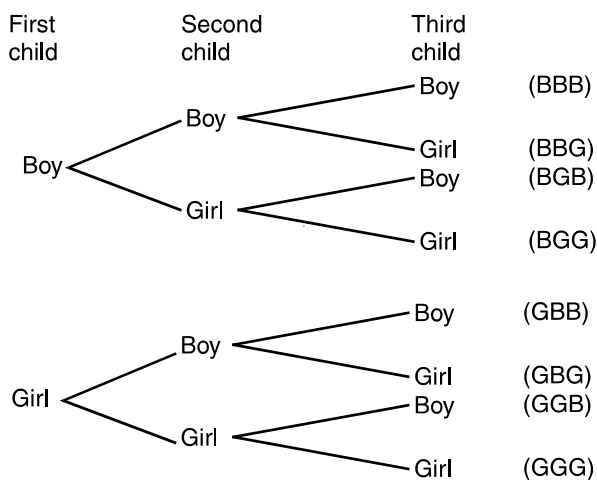 First Second Third
child child child
Boy (BBB)
Boy
Girl (BBG)
Boy
Boy (BGB)
Girl
Girl (BGG)
Boy (GBB)
Boy
Girl (GBG)
Girl
Boy (GGB)
Girl
Girl (GGG)